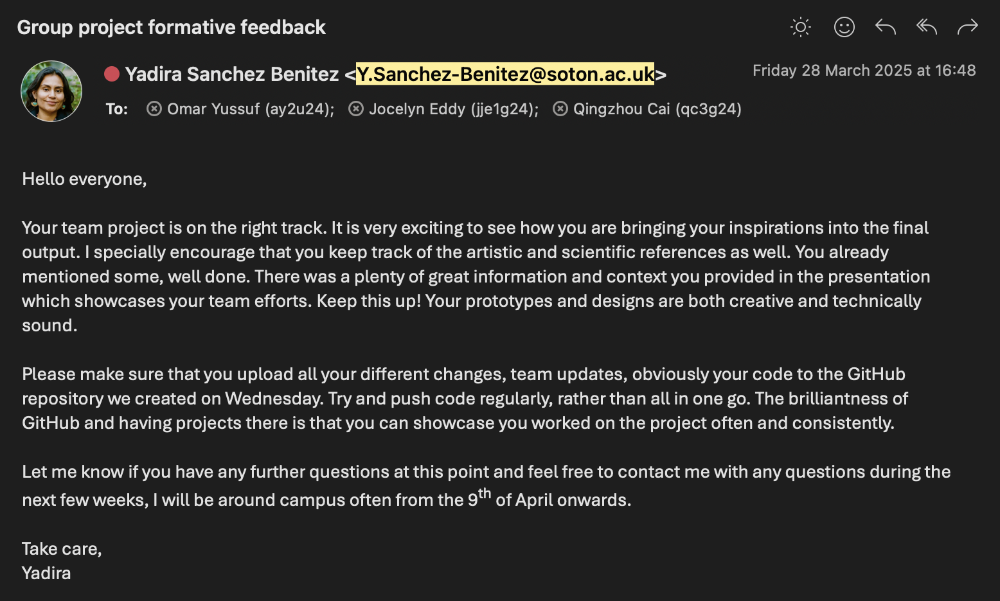 Group project formative feedback
Yadira Sanchez Benitez <Y.Sanchez-Benitez@soton.ac.uk>
Friday 28 March 2025 at 16:48
To: Omar Yussuf (ay2u24); Jocelyn Eddy (jje1g24); Qingzhou Cai (qc3g24)
Hello everyone,
Your team project is on the right track. It is very exciting to see how you are bringing your inspirations into the final
output. I specially encourage that you keep track of the artistic and scientific references as well. You already
mentioned some, well done. There was a plenty of great information and context you provided in the presentation
which showcases your team efforts. Keep this up! Your prototypes and designs are both creative and technically
sound.
Please make sure that you upload all your different changes, team updates, obviously your code to the GitHub
repository we created on Wednesday. Try and push code regularly, rather than all in one go. The brilliantness of
GitHub and having projects there is that you can showcase you worked on the project often and consistently.
Let me know if you have any further questions at this point and feel free to contact me with any questions during the
next few weeks, I will be around campus often from the 9th of April onwards.
Take care,
Yadira